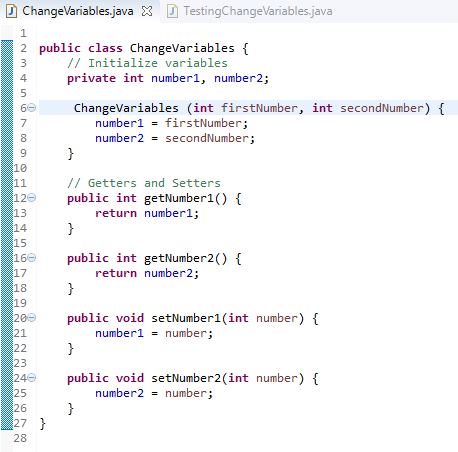 ChangeVariables.java TestingChangeVariables.java
1
2 public class ChangeVariables {
3 // Initialize variables
4 private int number1, number2;
5
6 ChangeVariables (int firstNumber, int secondNumber) {
7 number1 = firstNumber;
8 number2 = secondNumber;
9 }
10
11 // Getters and Setters
12 public int getNumber1() {
13 return number1;
14 }
15
16 public int getNumber2() {
17 return number2;
18 }
19
20 public void setNumber1(int number) {
21 number1 = number;
22 }
23
24 public void setNumber2(int number) {
25 number2 = number;
26 }
27 }
28